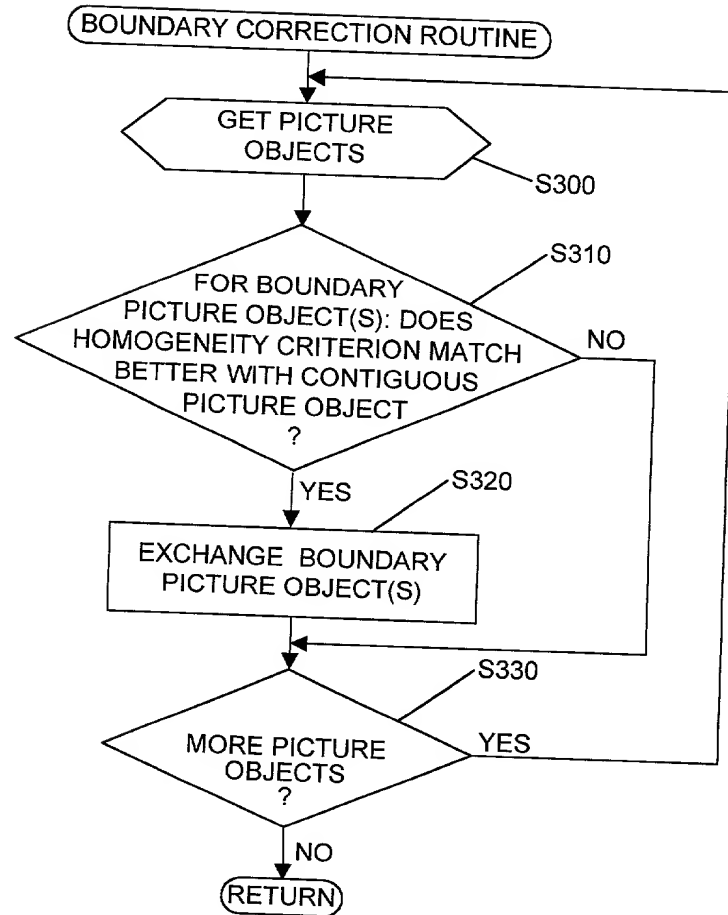 BOUNDARY CORRECTION ROUTINE
GET PICTURE
OBJECTS
S300
S310
FOR BOUNDARY
PICTURE OBJECT(S): DOES
HOMOGENEITY CRITERION MATCH
BETTER WITH CONTIGUOUS
PICTURE OBJECT
?
NO
YES
S320
EXCHANGE BOUNDARY
PICTURE OBJECT(S)
S330
MORE PICTURE
OBJECTS
?
YES
NO
RETURN